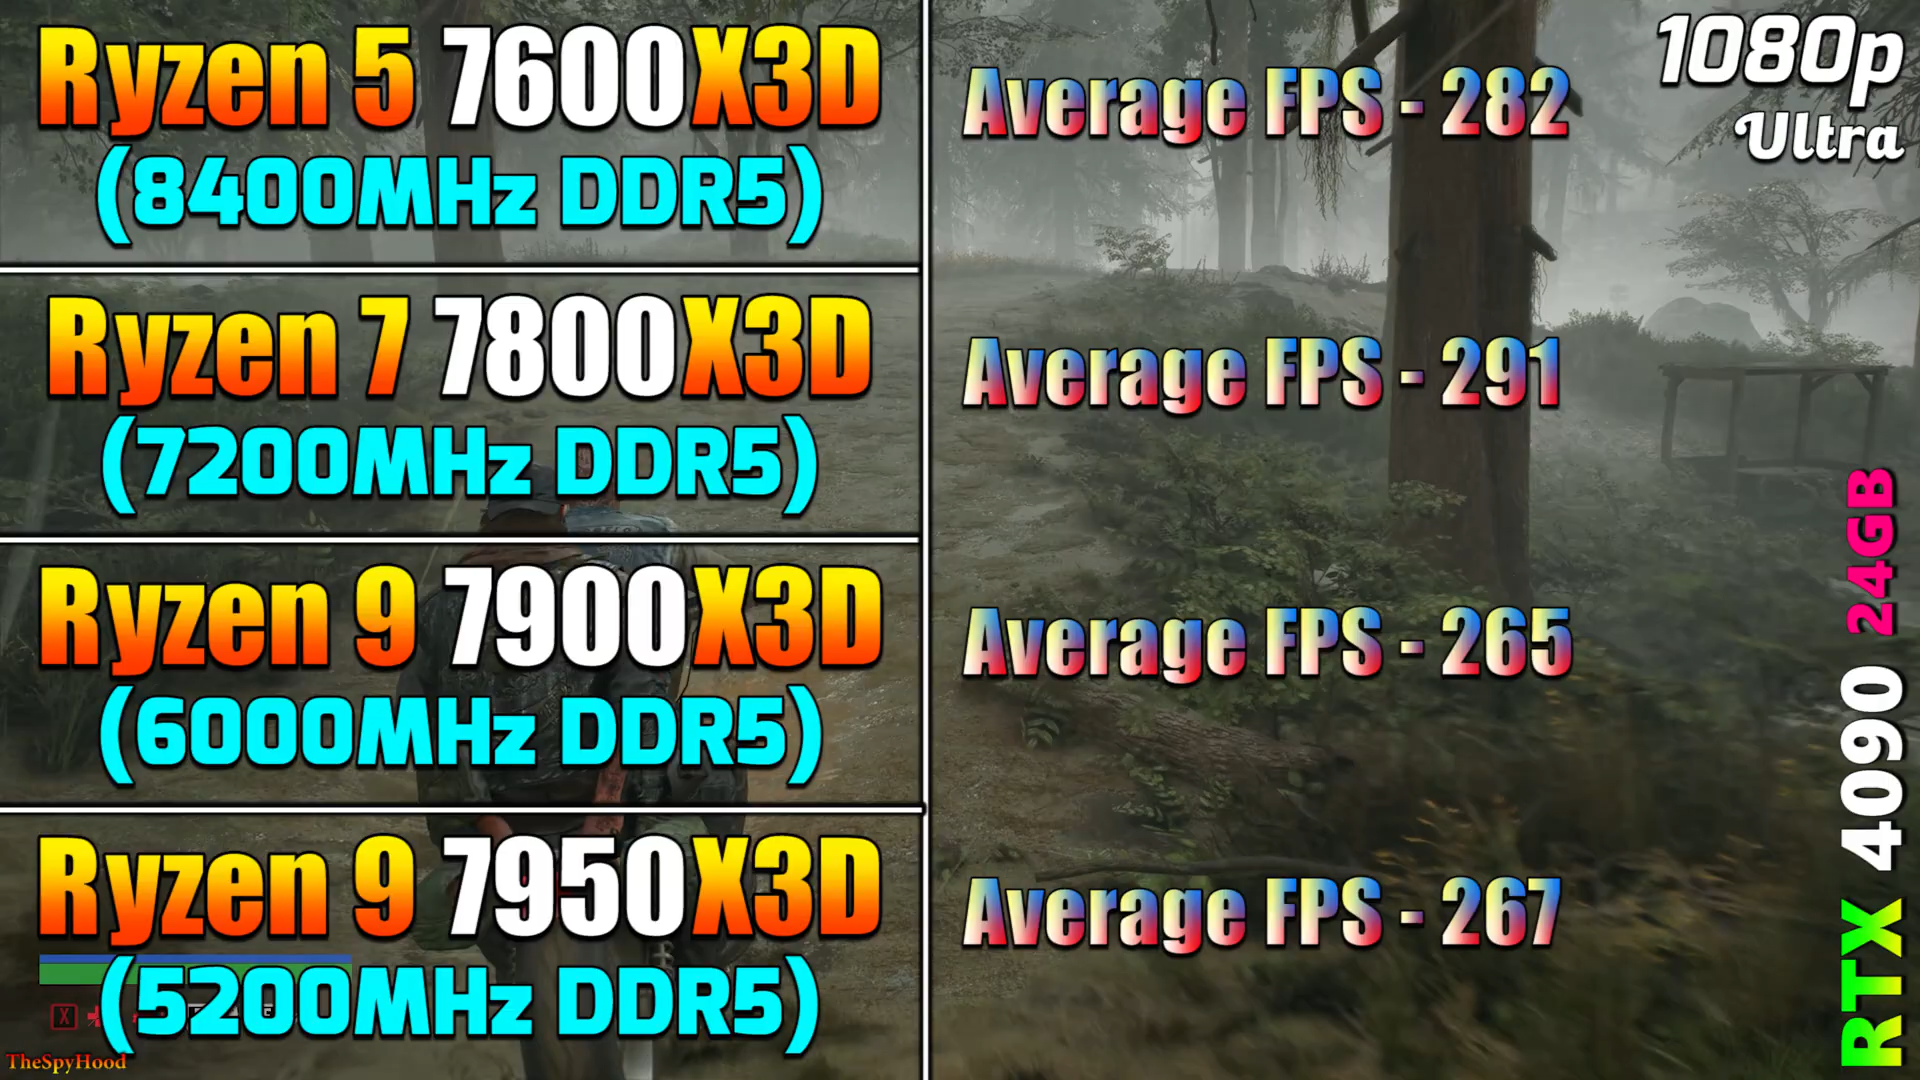 Ryzen 5 7600X3D
(8400MHz DDR5)
Average FPS - 282
1080p
Ultra
Ryzen 7 7800X3D
(7200MHz DDR5)
Average FPS - 291
Ryzen 9 7900X3D
(6000MHz DDR5)
Average FPS - 265
Ryzen 9 7950X3D
(5200MHz DDR5)
Average FPS - 267
RTX 4090 24GB
X
TheSpyHood